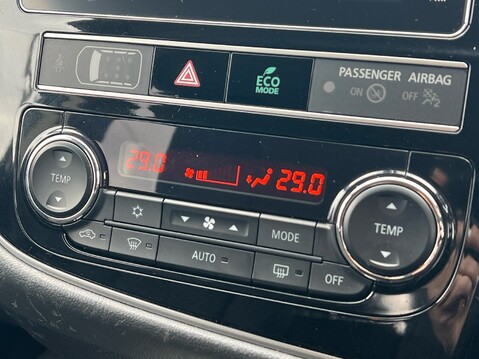 ECO
MODE
PASSENGER AIRBAG
ON OFF
29.0 29.0
TEMP
TEMP
MODE
AUTO
OFF